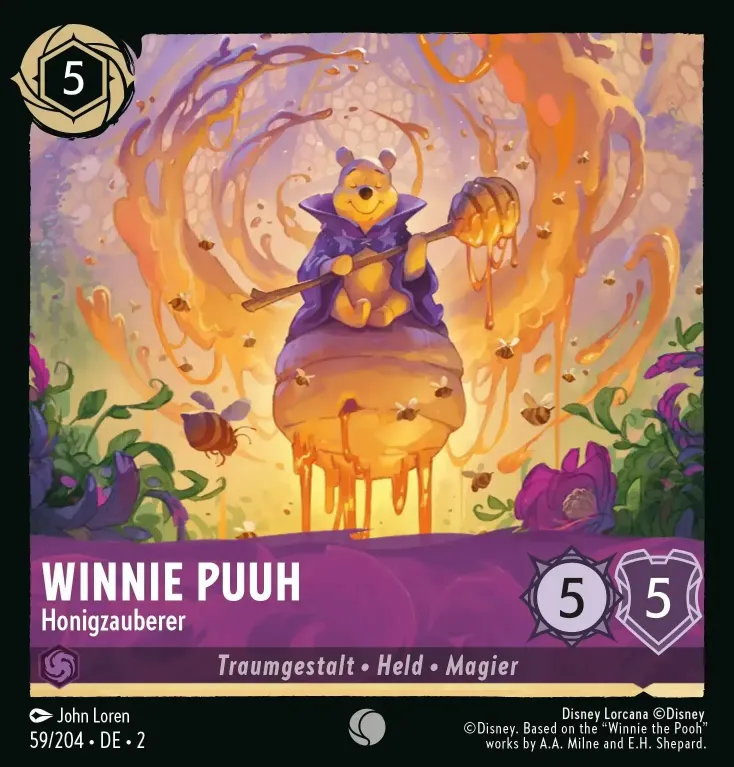 5
WINNIE PUUH
Honigzauberer
5 5
Traumgestalt • Held • Magier
John Loren
59/204 • DE • 2
Disney Lorcana ©Disney
©Disney. Based on the “Winnie the Pooh”
works by A.A. Milne and E.H. Shepard.